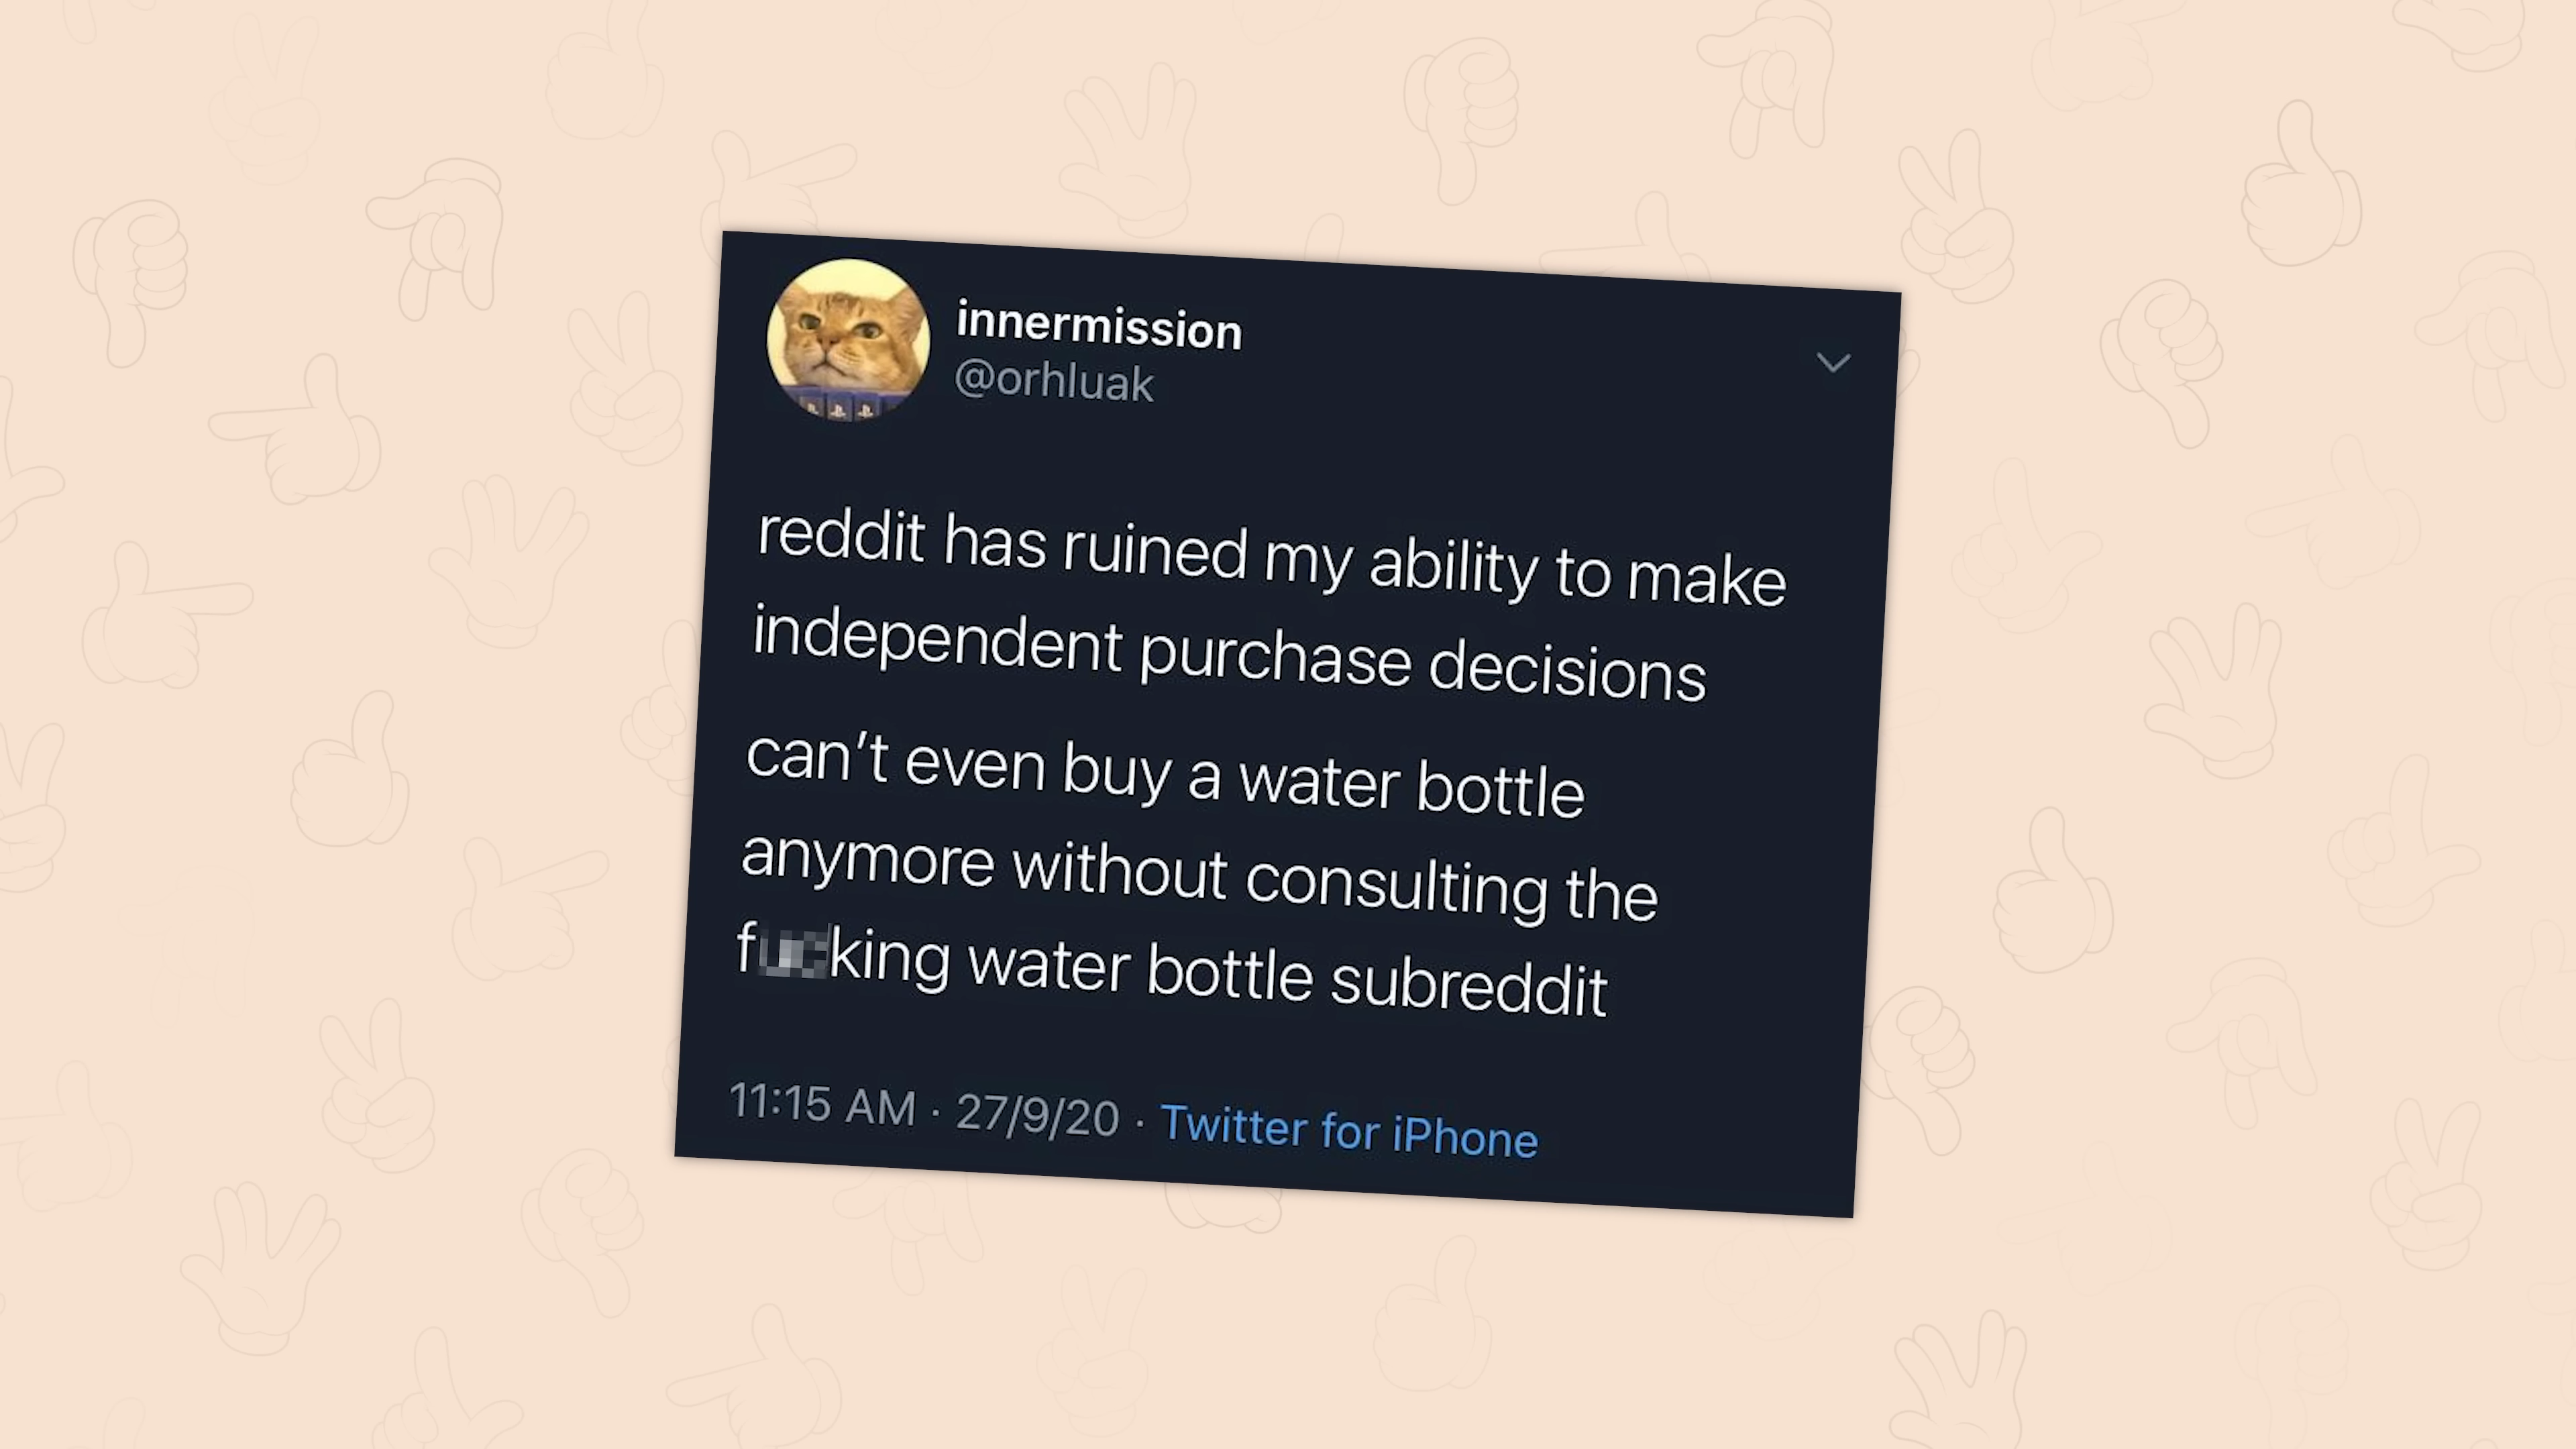 innermission
@orhluak
reddit has ruined my ability to make
independent purchase decisions
can't even buy a water bottle
anymore without consulting the
f king water bottle subreddit
11:15 AM · 27/9/20 · Twitter for iPhone